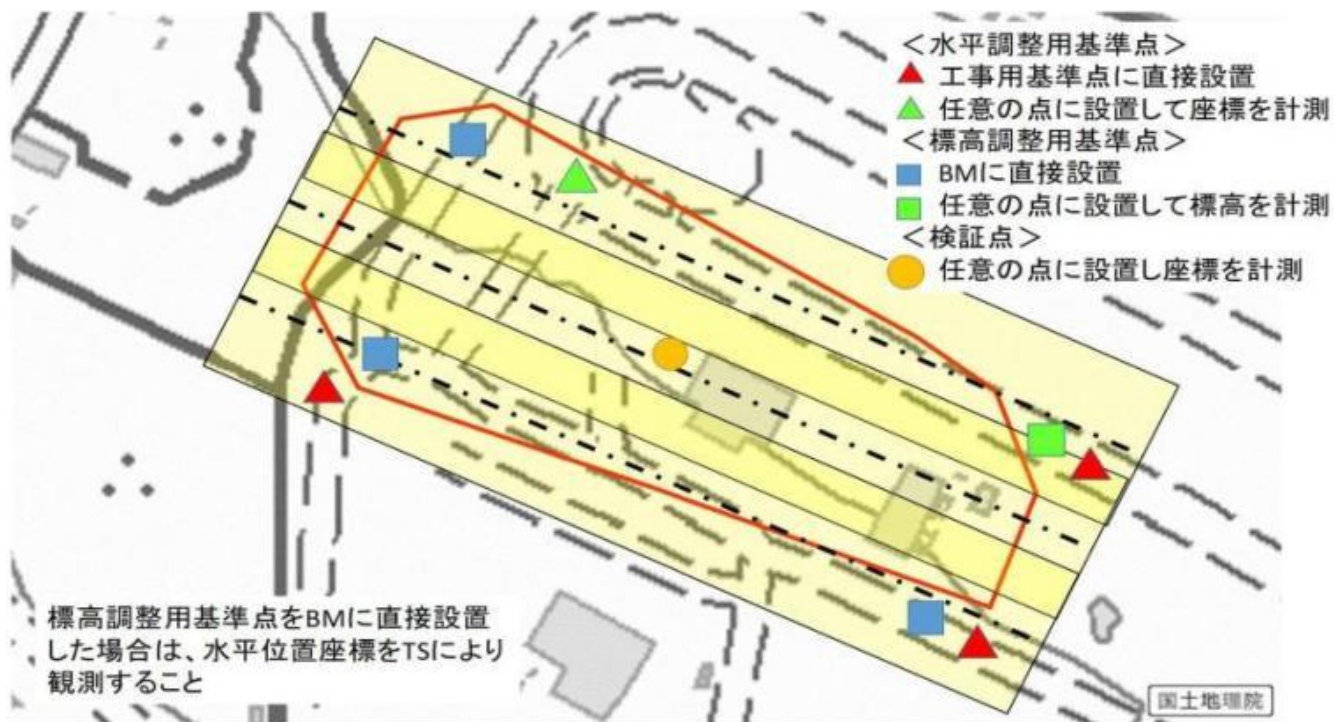 ＜水平調整用基準点＞
工事用基準点に直接設置
任意の点に設置して座標を計測
＜標高調整用基準点＞
BMに直接設置
任意の点に設置して標高を計測
＜検証点＞
任意の点に設置し座標を計測
標高調整用基準点をBMに直接設置
した場合は、水平位置座標をTSにより
観測すること
国土地理院